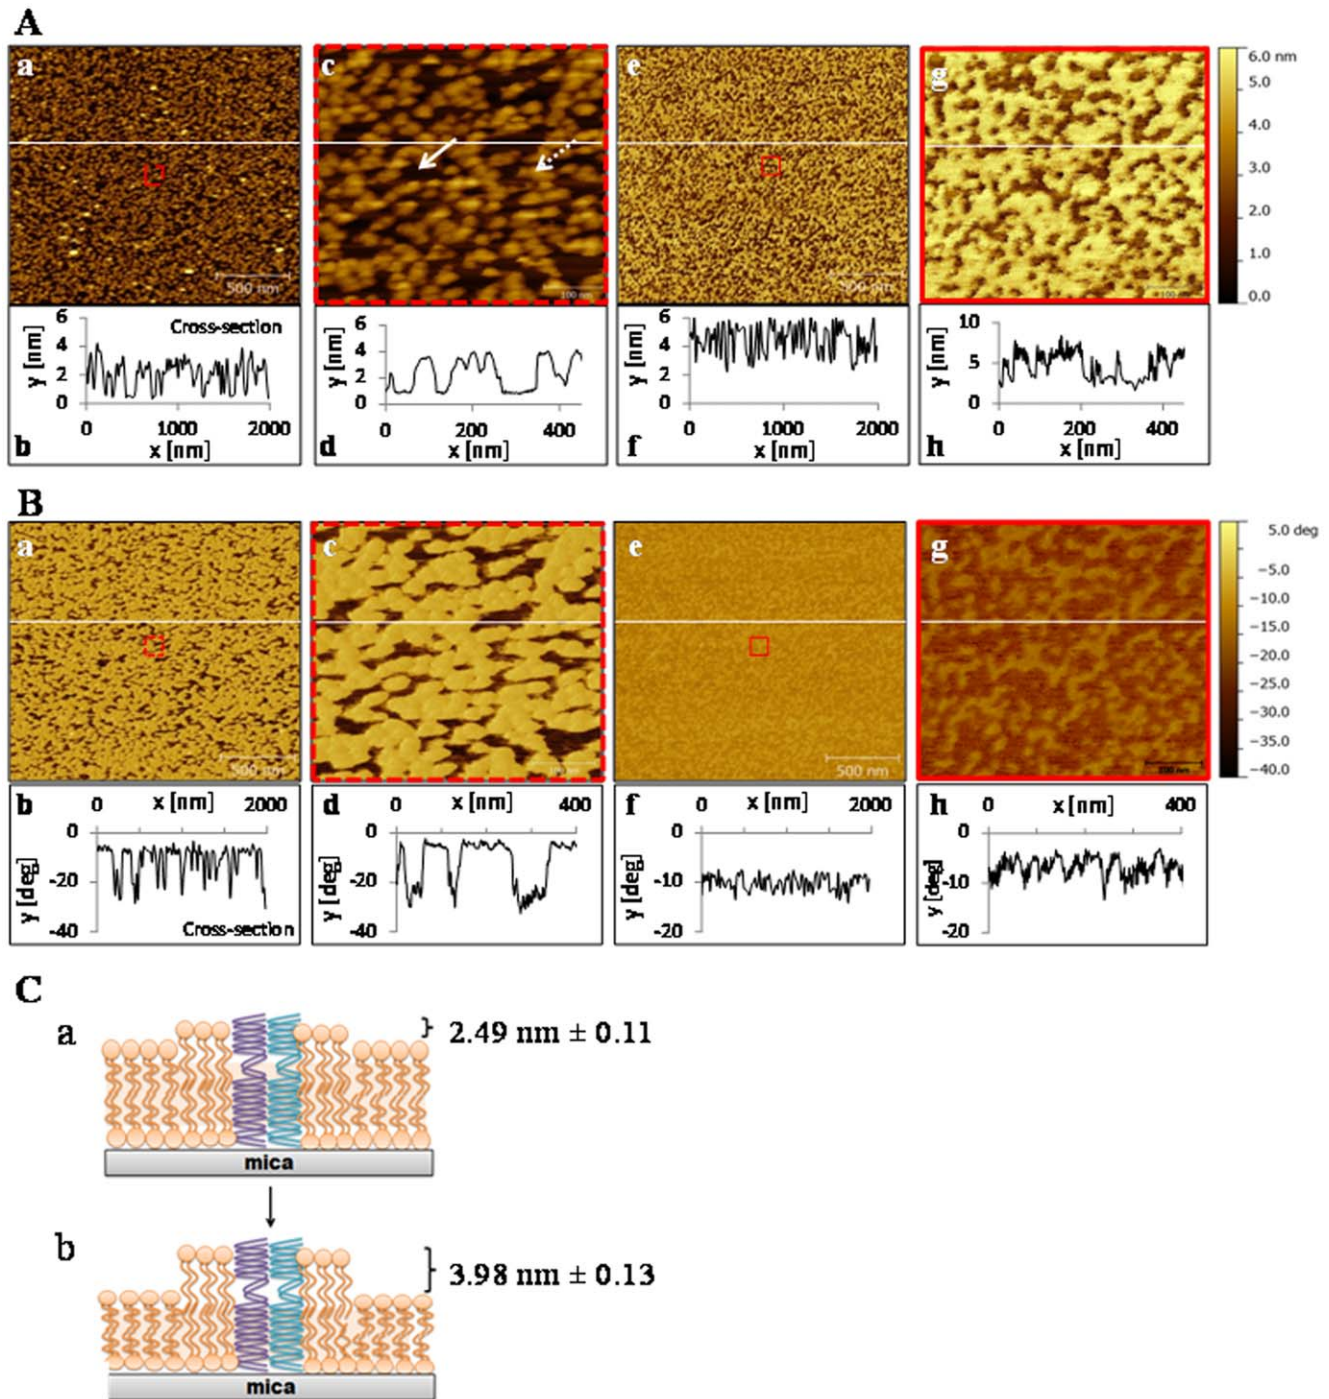 A
a
c
e
g
6.0 nm
5.0
4.0
3.0
2.0
1.0
0.0
500 nm
100 nm
500 nm
100 nm
Cross-section
y [nm]
6
4
2
0
0
1000
2000
x [nm]
b
y [nm]
6
4
2
0
0
200
400
x [nm]
d
y [nm]
6
4
2
0
0
1000
2000
x [nm]
f
y [nm]
10
5
0
0
200
400
x [nm]
h
B
a
c
e
g
5.0 deg
−5.0
−10.0
−15.0
−20.0
−25.0
−30.0
−35.0
−40.0
500 nm
500 nm
100 nm
b
0
x [nm]
2000
y [deg]
0
-20
-40
Cross-section
d
0
x [nm]
400
y [deg]
0
-20
-40
f
0
x [nm]
2000
y [deg]
0
-10
-20
h
0
x [nm]
400
y [deg]
0
-10
-20
C
a
2.49 nm ± 0.11
mica
b
3.98 nm ± 0.13
mica